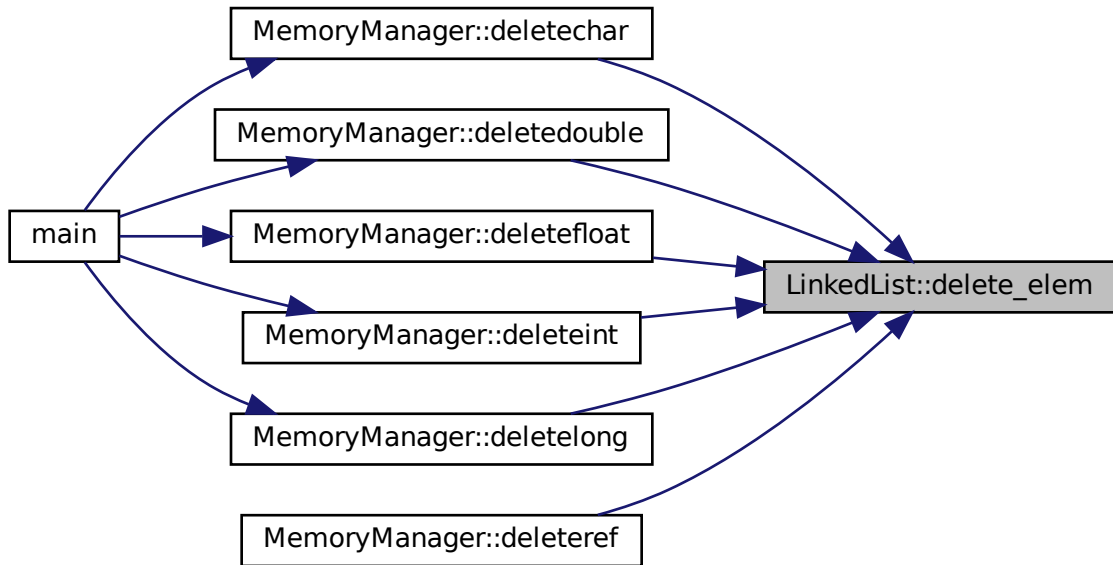 MemoryManager::deletechar
MemoryManager::deletedouble
main
MemoryManager::deletefloat
LinkedList::delete_elem
MemoryManager::deleteint
MemoryManager::deletelong
MemoryManager::deleteref